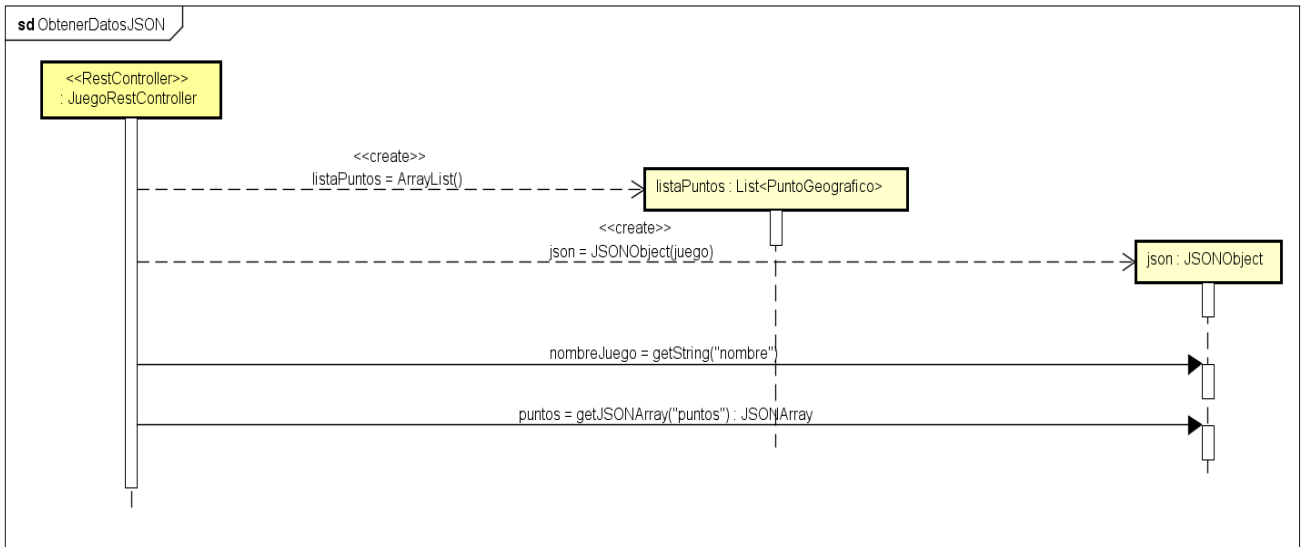 sd ObtenerDatosJSON
<<RestController>>
: JuegoRestController
<<create>>
listaPuntos = ArrayList()
listaPuntos : List<PuntoGeografico>
<<create>>
json = JSONObject(juego)
json : JSONObject
nombreJuego = getString("nombre")
puntos = getJSONArray("puntos") : JSONArray